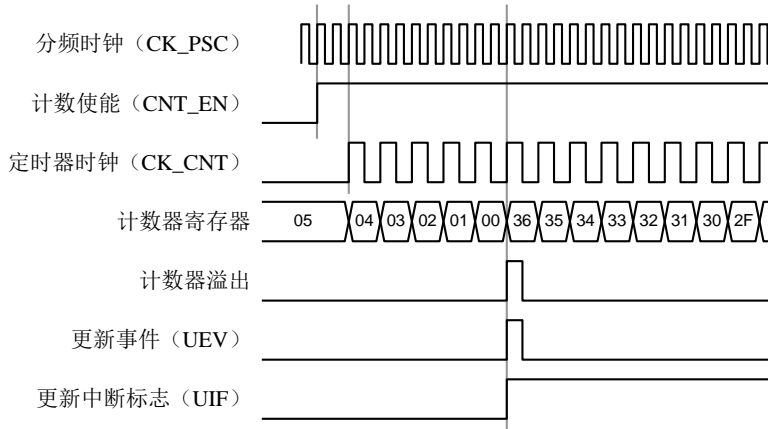 分频时钟（CK_PSC）
计数使能（CNT_EN）
定时器时钟（CK_CNT）
计数器寄存器 05 04 03 02 01 00 36 35 34 33 32 31 30 2F
计数器溢出
更新事件（UEV）
更新中断标志（UIF）